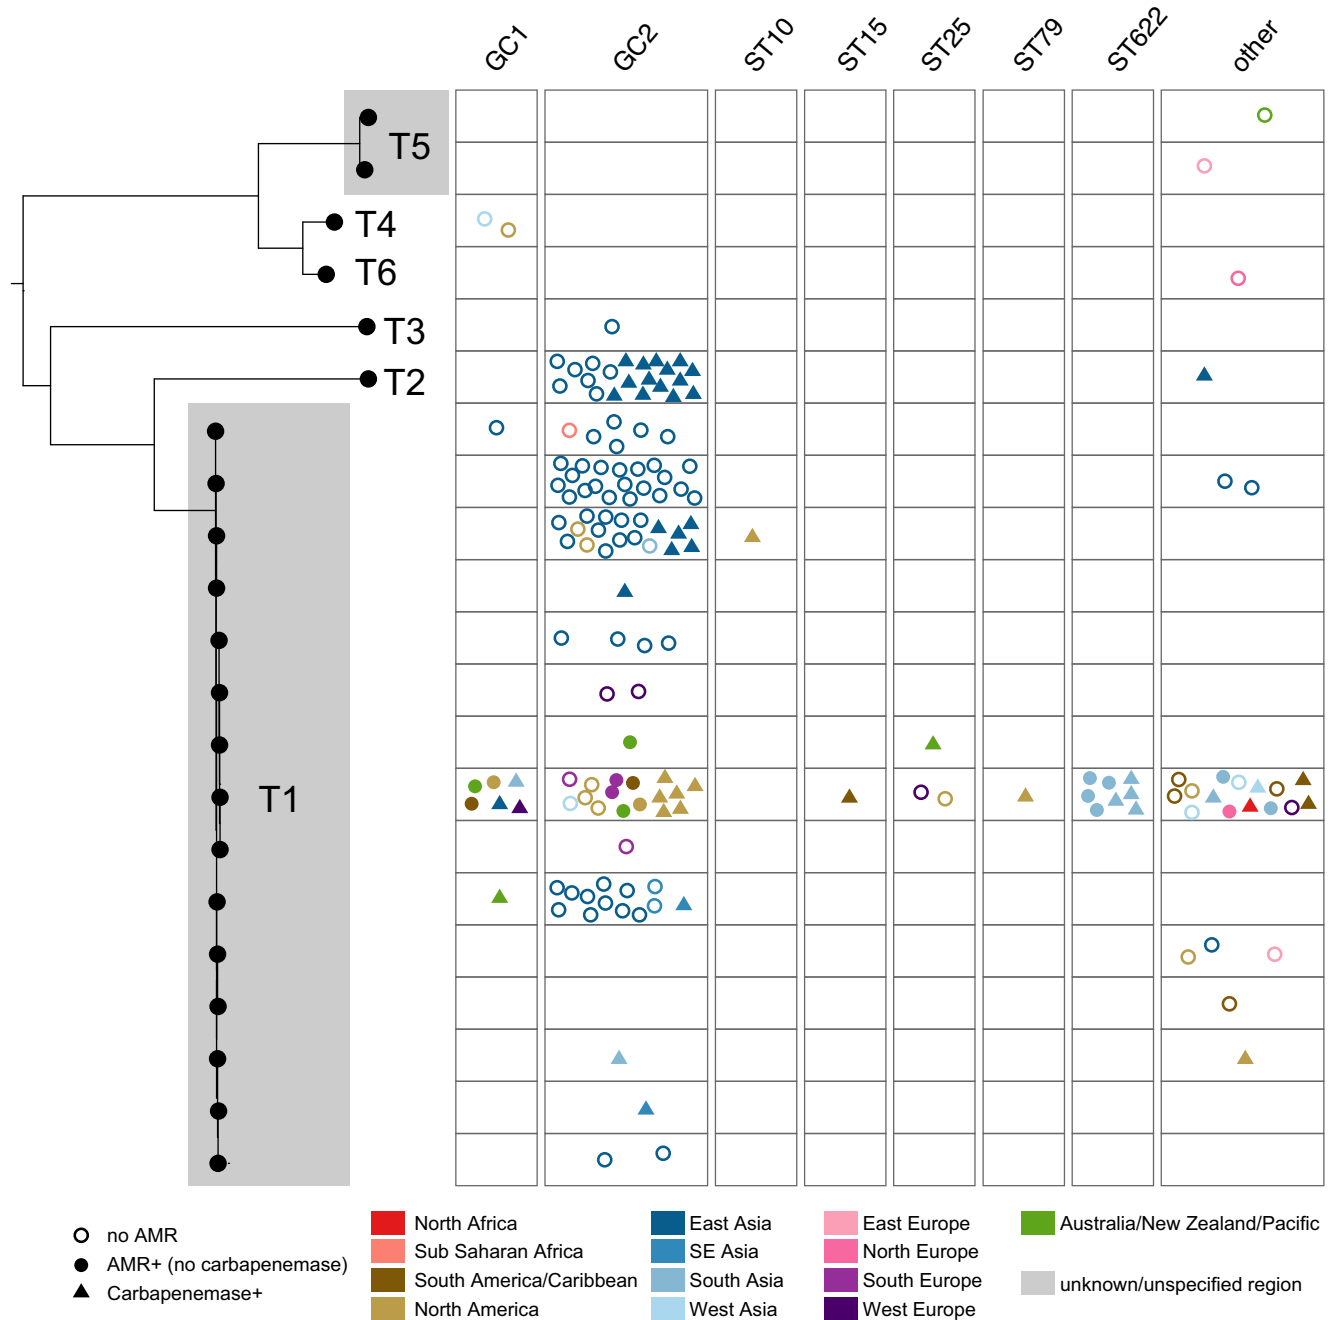 GC1 GC2 ST10 ST15 ST25 ST79 ST622 other
T5
T4
T6
T3
T2
T1
no AMR
AMR+ (no carbapenemase)
Carbapenemase+
North Africa
Sub Saharan Africa
South America/Caribbean
North America
East Asia
SE Asia
South Asia
West Asia
East Europe
North Europe
South Europe
West Europe
Australia/New Zealand/Pacific
unknown/unspecified region